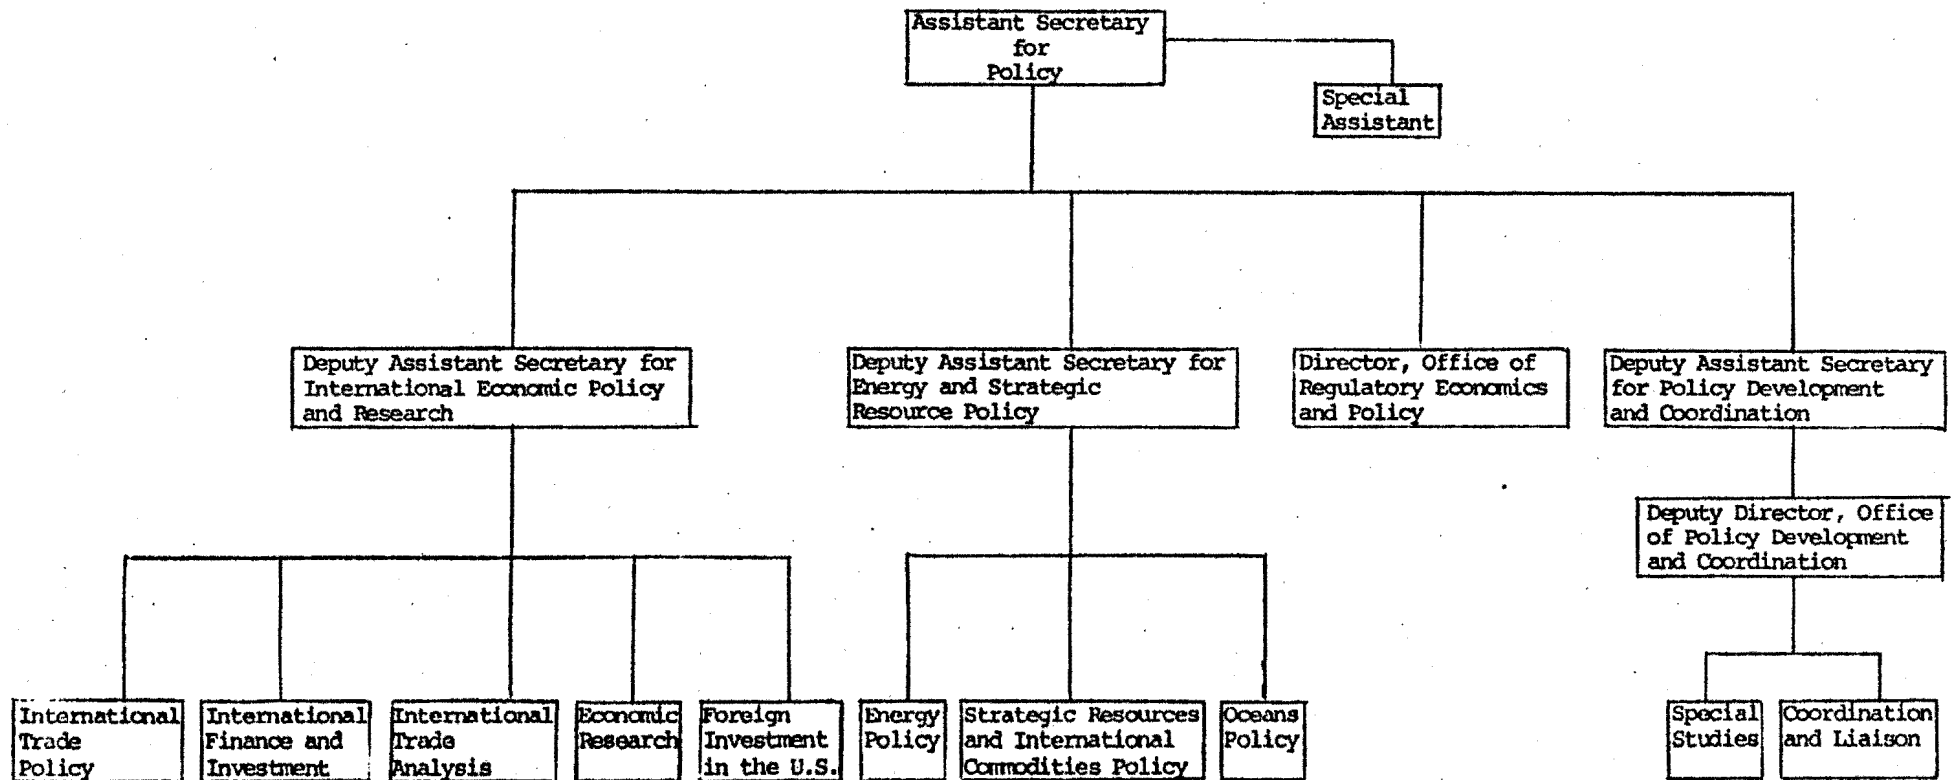 Assistant Secretary
for
Policy
Special
Assistant
Deputy Assistant Secretary for
International Economic Policy
and Research
Deputy Assistant Secretary for
Energy and Strategic
Resource Policy
Director, Office of
Regulatory Economics
and Policy
Deputy Assistant Secretary
for Policy Development
and Coordination
Deputy Director, Office
of Policy Development
and Coordination
International
Trade
Policy
International
Finance and
Investment
International
Trade
Analysis
Economic
Research
Foreign
Investment
in the U.S.
Energy
Policy
Strategic Resources
and International
Commodities Policy
Oceans
Policy
Special
Studies
Coordination
and Liaison